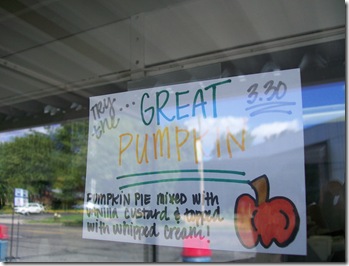 TRY the... GREAT 3.30
PUMPKIN
PUMPKIN PIE mixed with
vanilla custard & topped
with whipped cream!